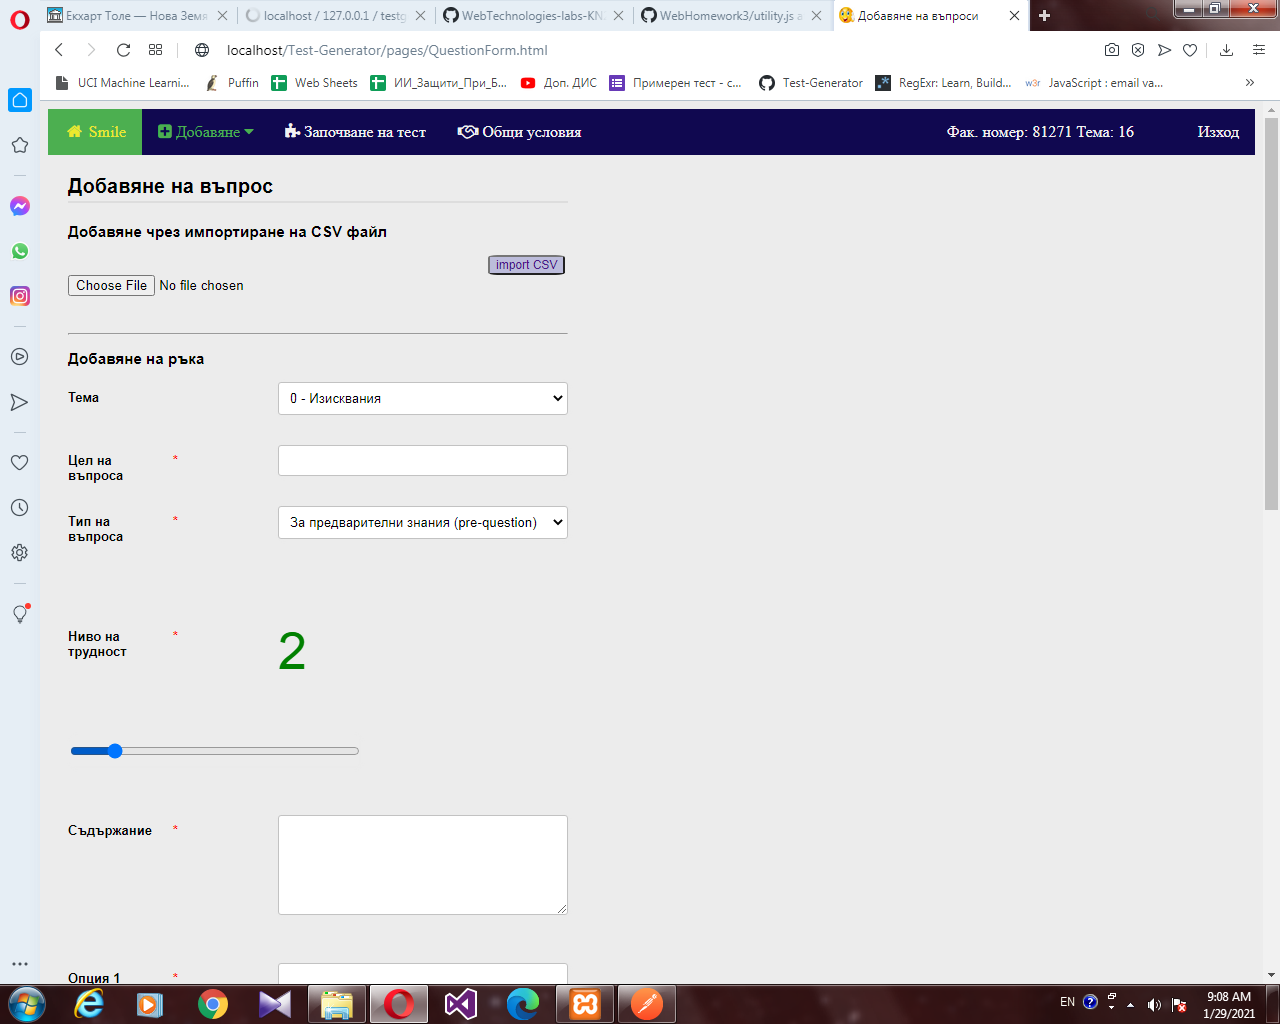 Екхарт Толе — Нова Земя
localhost / 127.0.0.1 / testg
WebTechnologies-labs-KN
WebHomework3/utility.js a
Добавяне на въпроси
localhost/Test-Generator/pages/QuestionForm.html
UCI Machine Learni... Puffin Web Sheets ИИ_Защити_При_Б... Доп. ДИС Примерен тест - с... Test-Generator RegExr: Learn, Build... w3r JavaScript : email va... »
Smile Добавяне Започване на тест Общи условия Фак. номер: 81271 Тема: 16 Изход
Добавяне на въпрос
Добавяне чрез импортиране на CSV файл
import CSV
Choose File No file chosen
Добавяне на ръка
Тема 0 - Изисквания
Цел на въпроса *
Тип на въпроса * За предварителни знания (pre-question)
Ниво на трудност * 2
Съдържание *
Опция 1 *
EN 9:08 AM
1/29/2021